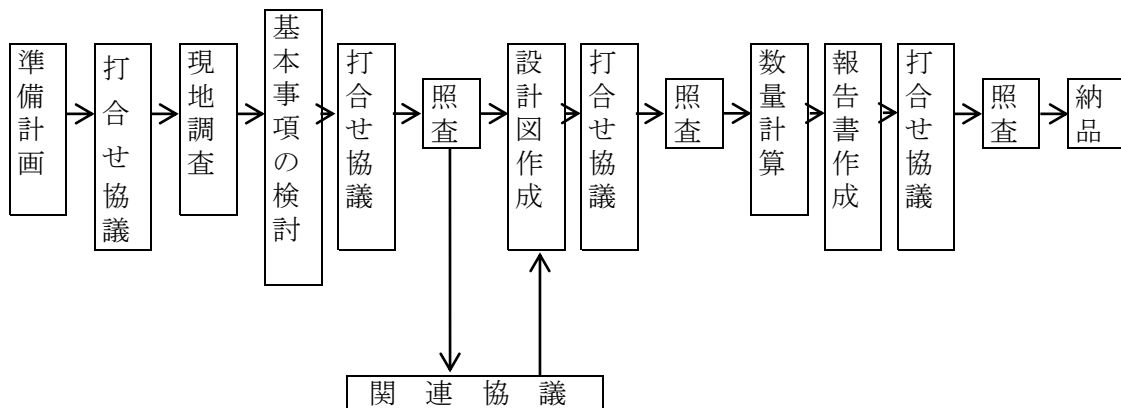 準備計画
打合せ協議
現地調査
基本事項の検討
打合せ協議
照査
設計図作成
打合せ協議
照査
数量計算
報告書作成
打合せ協議
照査
納品
関連協議